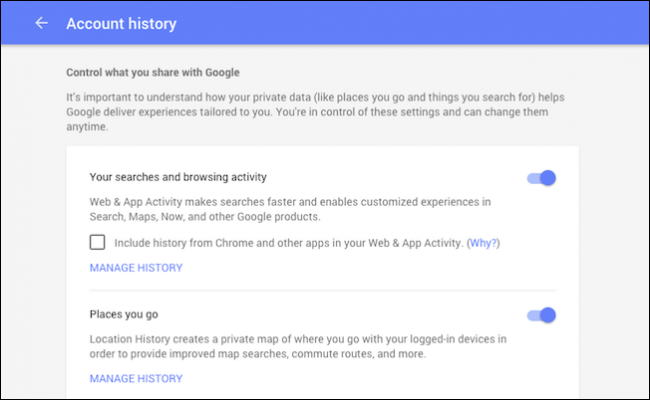 Account history
Control what you share with Google
It's important to understand how your private data (like places you go and things you search for) helps
Google deliver experiences tailored to you. You're in control of these settings and can change them
anytime.
Your searches and browsing activity
Web & App Activity makes searches faster and enables customized experiences in
Search, Maps, Now, and other Google products.
Include history from Chrome and other apps in your Web & App Activity. (Why?)
MANAGE HISTORY
Places you go
Location History creates a private map of where you go with your logged-in devices in
order to provide improved map searches, commute routes, and more.
MANAGE HISTORY